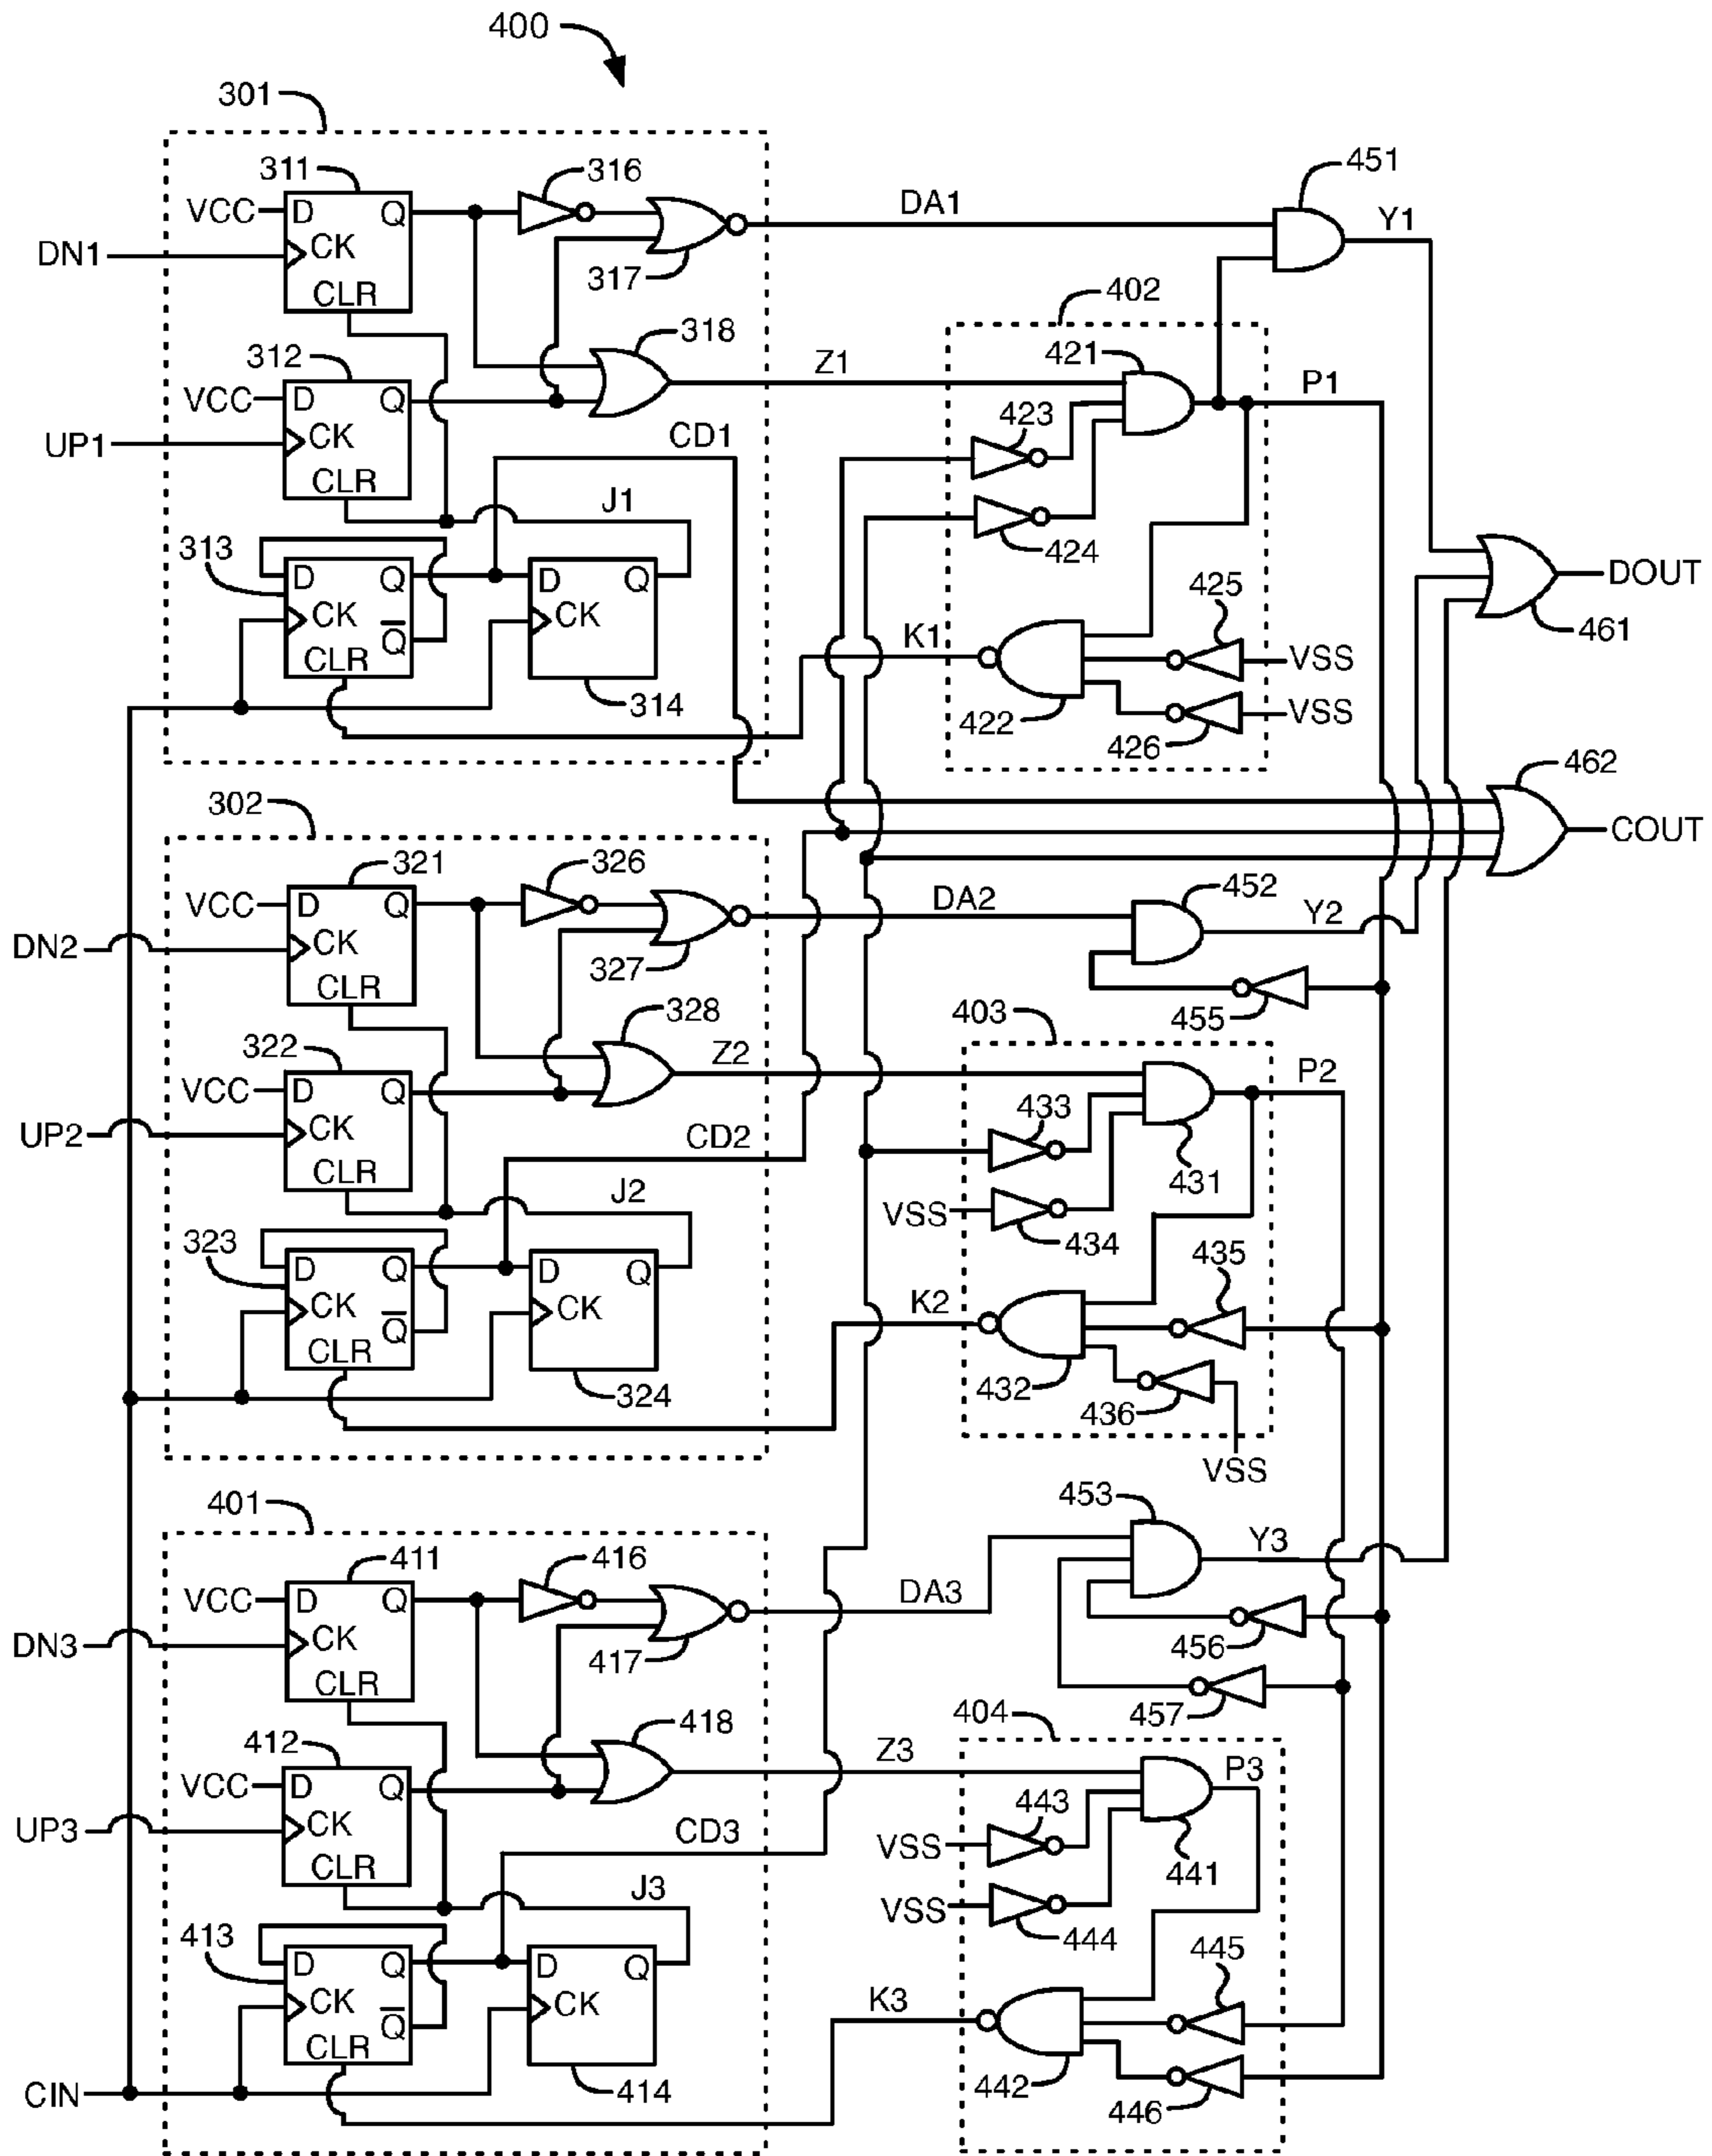 400
301
311
316
451
VCC
D
Q
DA1
Y1
DN1
CK
317
CLR
402
318
421
312
Z1
P1
VCC
D
Q
423
UP1
CK
CD1
CLR
J1
424
313
D
Q
D
Q
DOUT
CK
CK
425
461
Q
K1
VSS
CLR
314
422
VSS
426
462
302
COUT
321
326
452
VCC
D
Q
DA2
Y2
DN2
CK
327
CLR
455
328
403
322
Z2
P2
VCC
D
Q
433
UP2
CK
CD2
431
CLR
J2
VSS
434
323
435
D
Q
D
Q
CK
CK
K2
Q
CLR
324
432
436
VSS
453
401
411
416
Y3
VCC
D
Q
DA3
DN3
CK
456
417
CLR
457
404
418
412
Z3
P3
VCC
D
Q
443
UP3
CK
CD3
VSS
CLR
441
J3
VSS
413
444
445
D
Q
D
Q
CK
CK
K3
Q
CLR
CIN
414
442
446